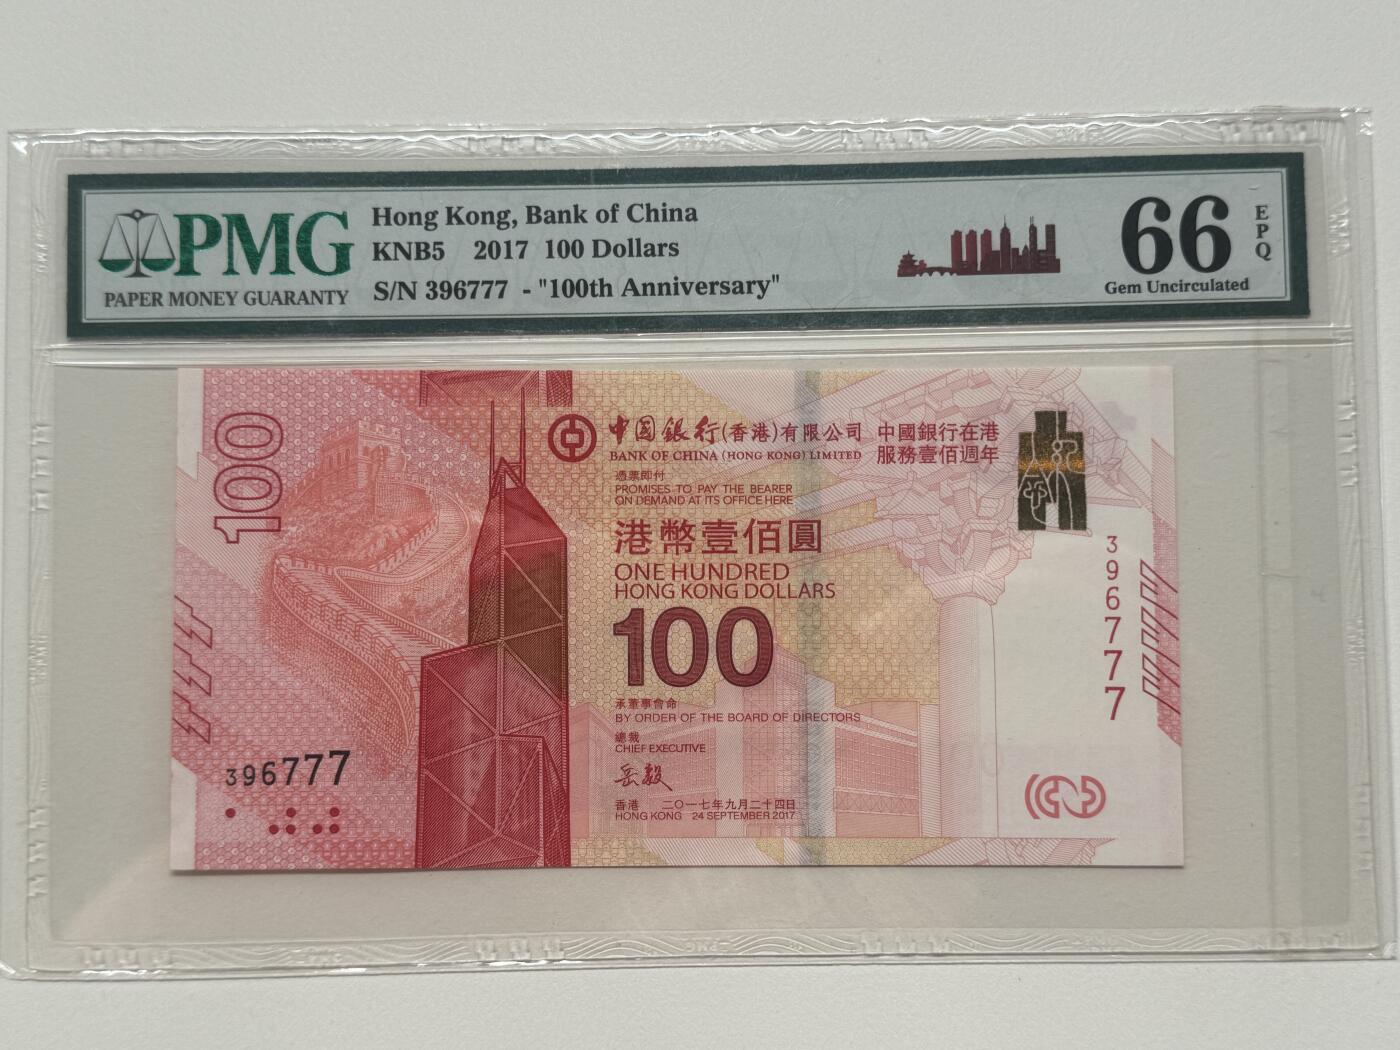 PMG
PAPER MONEY GUARANTY
Hong Kong, Bank of China
KNB5 2017 100 Dollars
S/N 396777 - "100th Anniversary"
66
EPQ
Gem Uncirculated
100
中国銀行(香港)有限公司
BANK OF CHINA (HONG KONG) LIMITED
中國銀行在港
服務壹佰週年
憑票即付
PROMISES TO PAY THE BEARER
ON DEMAND AT ITS OFFICE HERE
港幣壹佰圓
ONE HUNDRED
HONG KONG DOLLARS
100
承董事會命
BY ORDER OF THE BOARD OF DIRECTORS
總裁
CHIEF EXECUTIVE
岳毅
香港 二〇一七年九月二十四日
HONG KONG 24 SEPTEMBER 2017
396777
396777